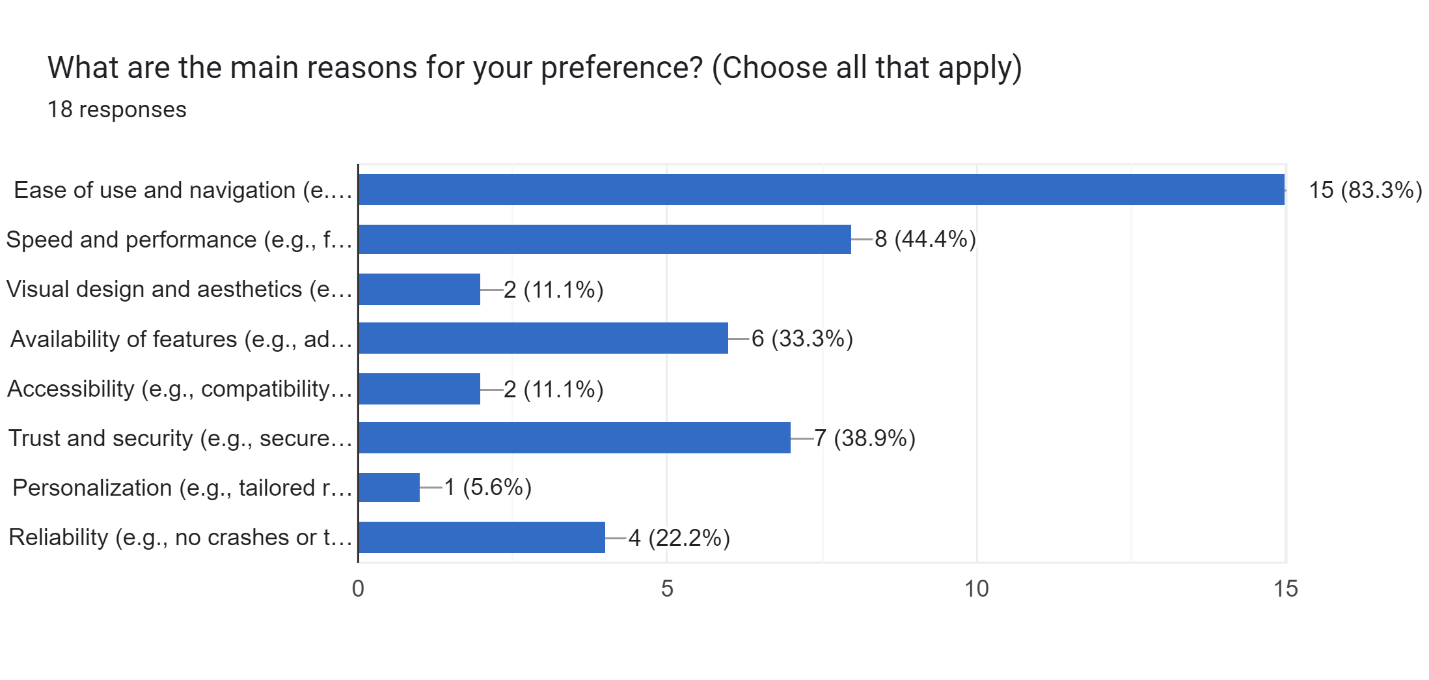 What are the main reasons for your preference? (Choose all that apply)
18 responses
Ease of use and navigation (e.… 15 (83.3%)
Speed and performance (e.g., f… 8 (44.4%)
Visual design and aesthetics (e… 2 (11.1%)
Availability of features (e.g., ad… 6 (33.3%)
Accessibility (e.g., compatibility… 2 (11.1%)
Trust and security (e.g., secure… 7 (38.9%)
Personalization (e.g., tailored r… 1 (5.6%)
Reliability (e.g., no crashes or t… 4 (22.2%)
0 5 10 15